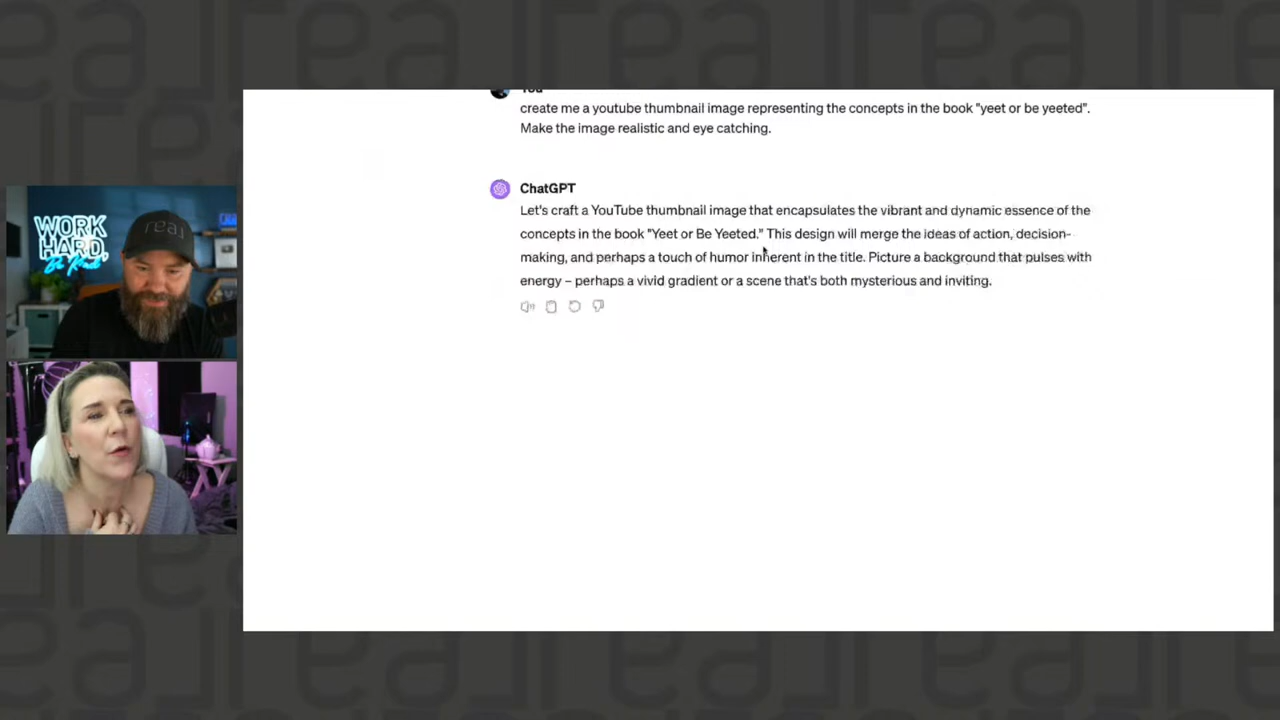 You
create me a youtube thumbnail image representing the concepts in the book "yeet or be yeeted".
Make the image realistic and eye catching.
ChatGPT
Let's craft a YouTube thumbnail image that encapsulates the vibrant and dynamic essence of the
concepts in the book "Yeet or Be Yeeted." This design will merge the ideas of action, decision-
making, and perhaps a touch of humor inherent in the title. Picture a background that pulses with
energy – perhaps a vivid gradient or a scene that's both mysterious and inviting.
WORK
HARD,
Be Kind
real